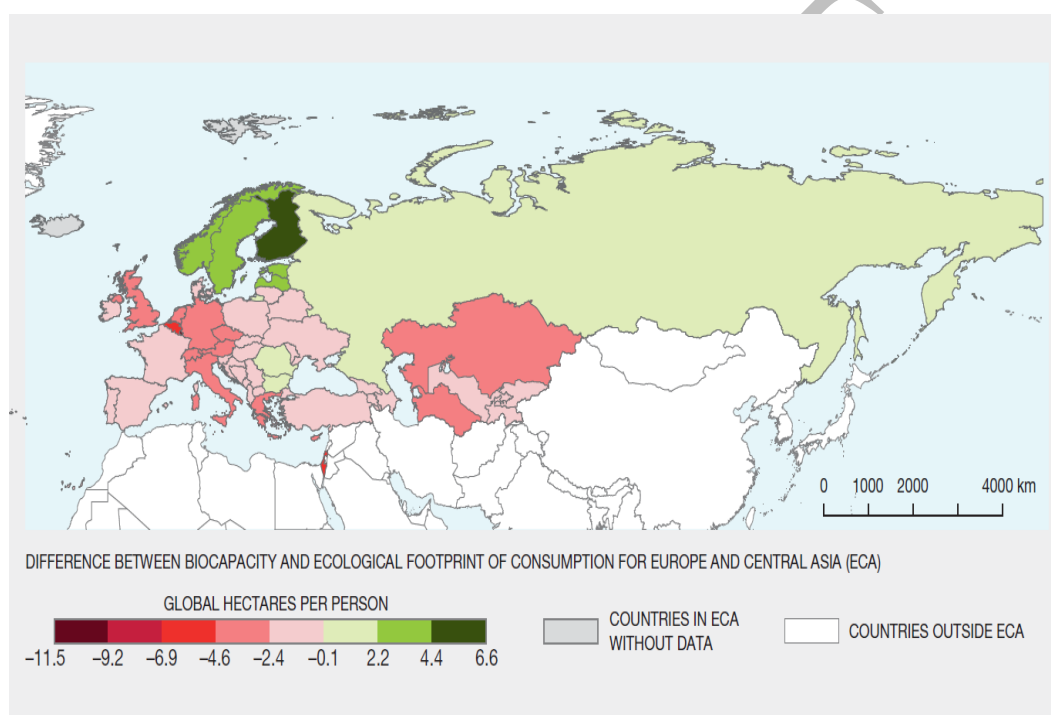 0 1000 2000 4000 km
DIFFERENCE BETWEEN BIOCAPACITY AND ECOLOGICAL FOOTPRINT OF CONSUMPTION FOR EUROPE AND CENTRAL ASIA (ECA)
GLOBAL HECTARES PER PERSON
–11.5 –9.2 –6.9 –4.6 –2.4 –0.1 2.2 4.4 6.6
COUNTRIES IN ECA
WITHOUT DATA
COUNTRIES OUTSIDE ECA